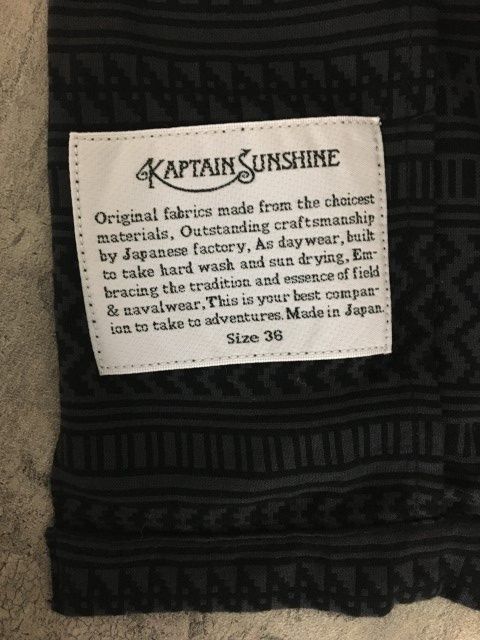 KAPTAIN SUNSHINE
Original fabrics made from the choicest
materials, Outstanding craftsmanship
by Japanese factory, As daywear, built
to take hard wash and sun drying, Em-
bracing the tradition and essence of field
& navalwear, This is your best compan-
ion to take to adventures. Made in Japan.
Size 36